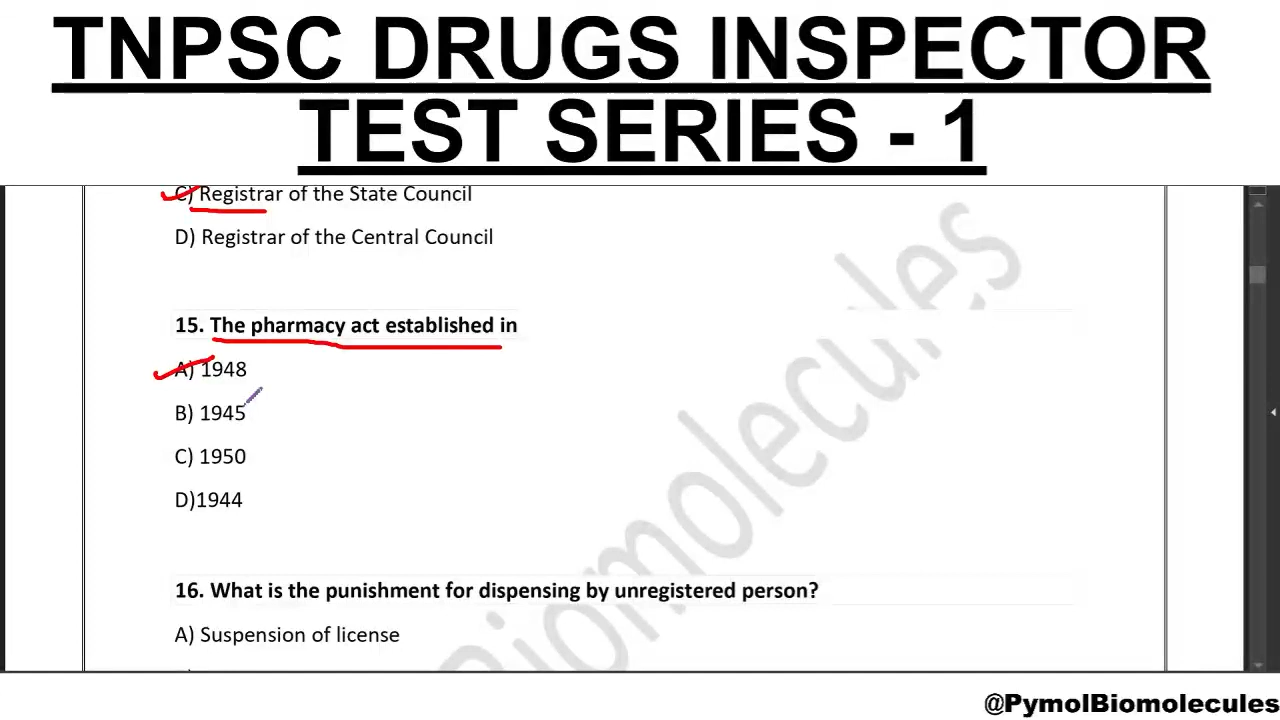 TNPSC DRUGS INSPECTOR
TEST SERIES - 1
C) Registrar of the State Council
D) Registrar of the Central Council
15. The pharmacy act established in
A) 1948
B) 1945
C) 1950
D)1944
16. What is the punishment for dispensing by unregistered person?
A) Suspension of license
Biomolecules
@PymolBiomolecules